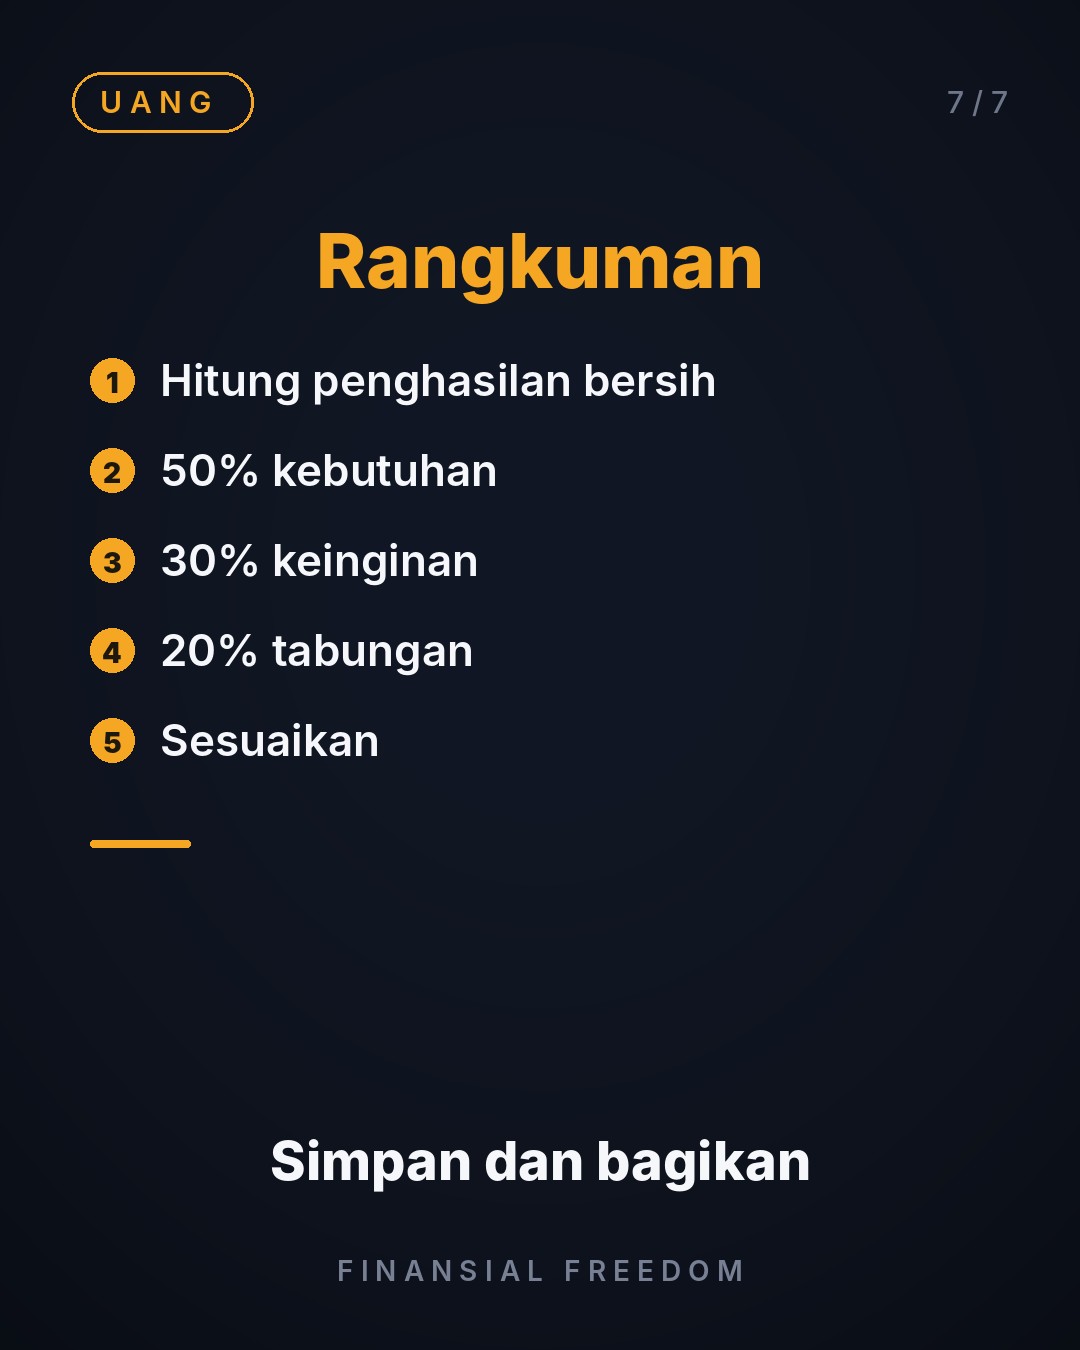 UANG
7/7
Rangkuman
1 Hitung penghasilan bersih
2 50% kebutuhan
3 30% keinginan
4 20% tabungan
5 Sesuaikan
Simpan dan bagikan
FINANSIAL FREEDOM